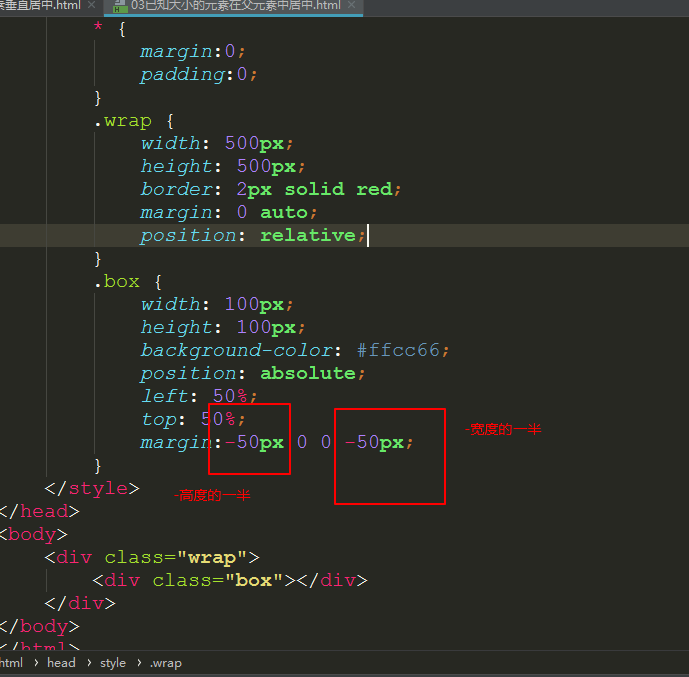 素垂直居中.html × 03已知大小的元素在父元素中居中.html ×
* {
margin:0;
padding:0;
}
.wrap {
width: 500px;
height: 500px;
border: 2px solid red;
margin: 0 auto;
position: relative;
}
.box {
width: 100px;
height: 100px;
background-color: #ffcc66;
position: absolute;
left: 50%;
top: 50%;
margin:-50px 0 0 -50px;
-宽度的一半
}
</style>
-高度的一半
</head>
<body>
<div class="wrap">
<div class="box"></div>
</div>
</body>
</html>
html › head › style › .wrap